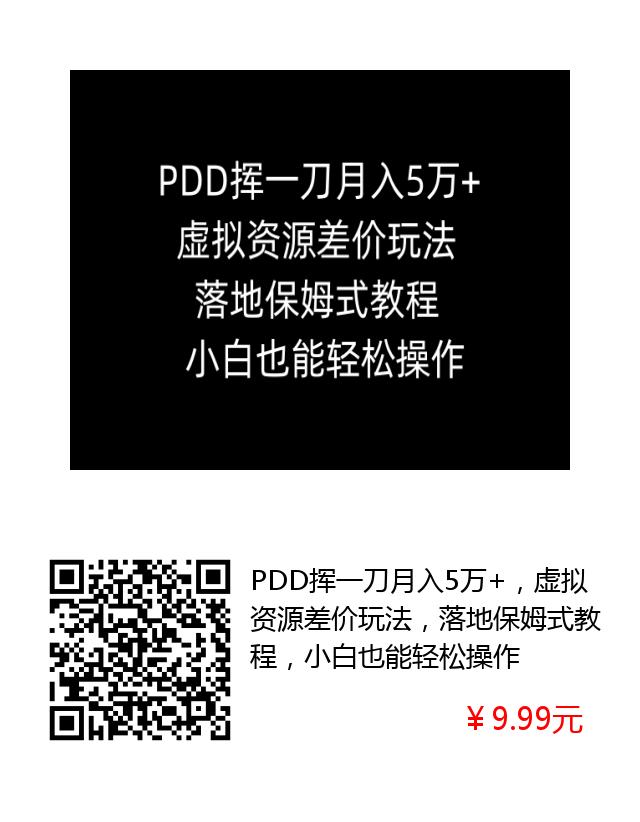 PDD挥一刀月入5万+
虚拟资源差价玩法
落地保姆式教程
小白也能轻松操作
PDD挥一刀月入5万+，虚拟
资源差价玩法，落地保姆式教
程，小白也能轻松操作
￥9.99元